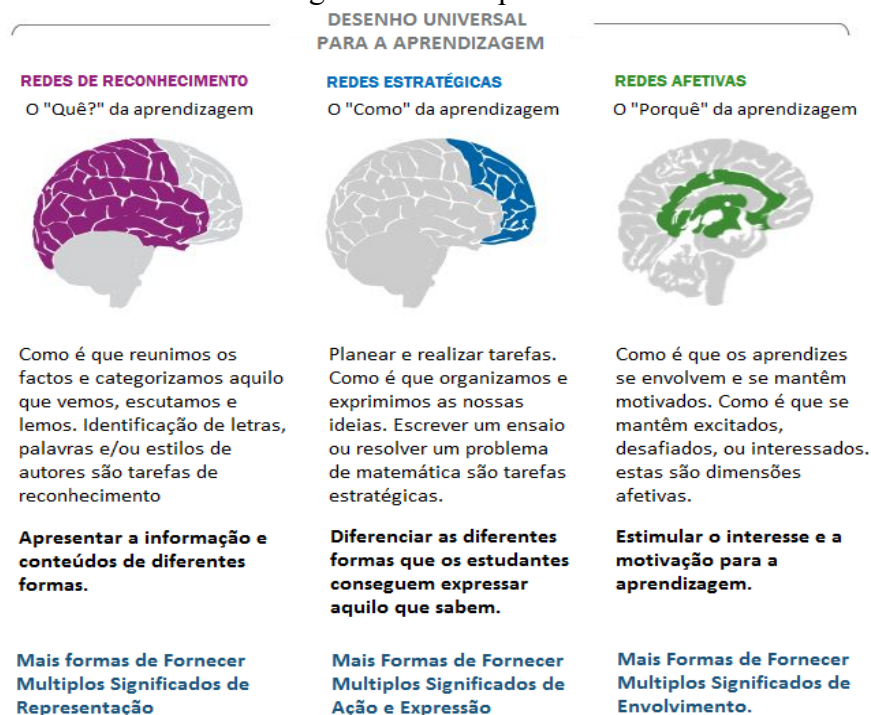 DESENHO UNIVERSAL
PARA A APRENDIZAGEM
REDES DE RECONHECIMENTO
O "Quê?" da aprendizagem
Como é que reunimos os
factos e categorizamos aquilo
que vemos, escutamos e
lemos. Identificação de letras,
palavras e/ou estilos de
autores são tarefas de
reconhecimento
Apresentar a informação e
conteúdos de diferentes
formas.
Mais formas de Fornecer
Multiplos Significados de
Representação
REDES ESTRATÉGICAS
O "Como" da aprendizagem
Planear e realizar tarefas.
Como é que organizamos e
exprimimos as nossas
ideias. Escrever um ensaio
ou resolver um problema
de matemática são tarefas
estratégicas.
Diferenciar as diferentes
formas que os estudantes
conseguem expressar
aquilo que sabem.
Mais Formas de Fornecer
Multiplos Significados de
Ação e Expressão
REDES AFETIVAS
O "Porquê" da aprendizagem
Como é que os aprendizes
se envolvem e se mantêm
motivados. Como é que se
mantêm excitados,
desafiados, ou interessados.
estas são dimensões
afetivas.
Estimular o interesse e a
motivação para a
aprendizagem.
Mais Formas de Fornecer
Multiplos Significados de
Envolvimento.